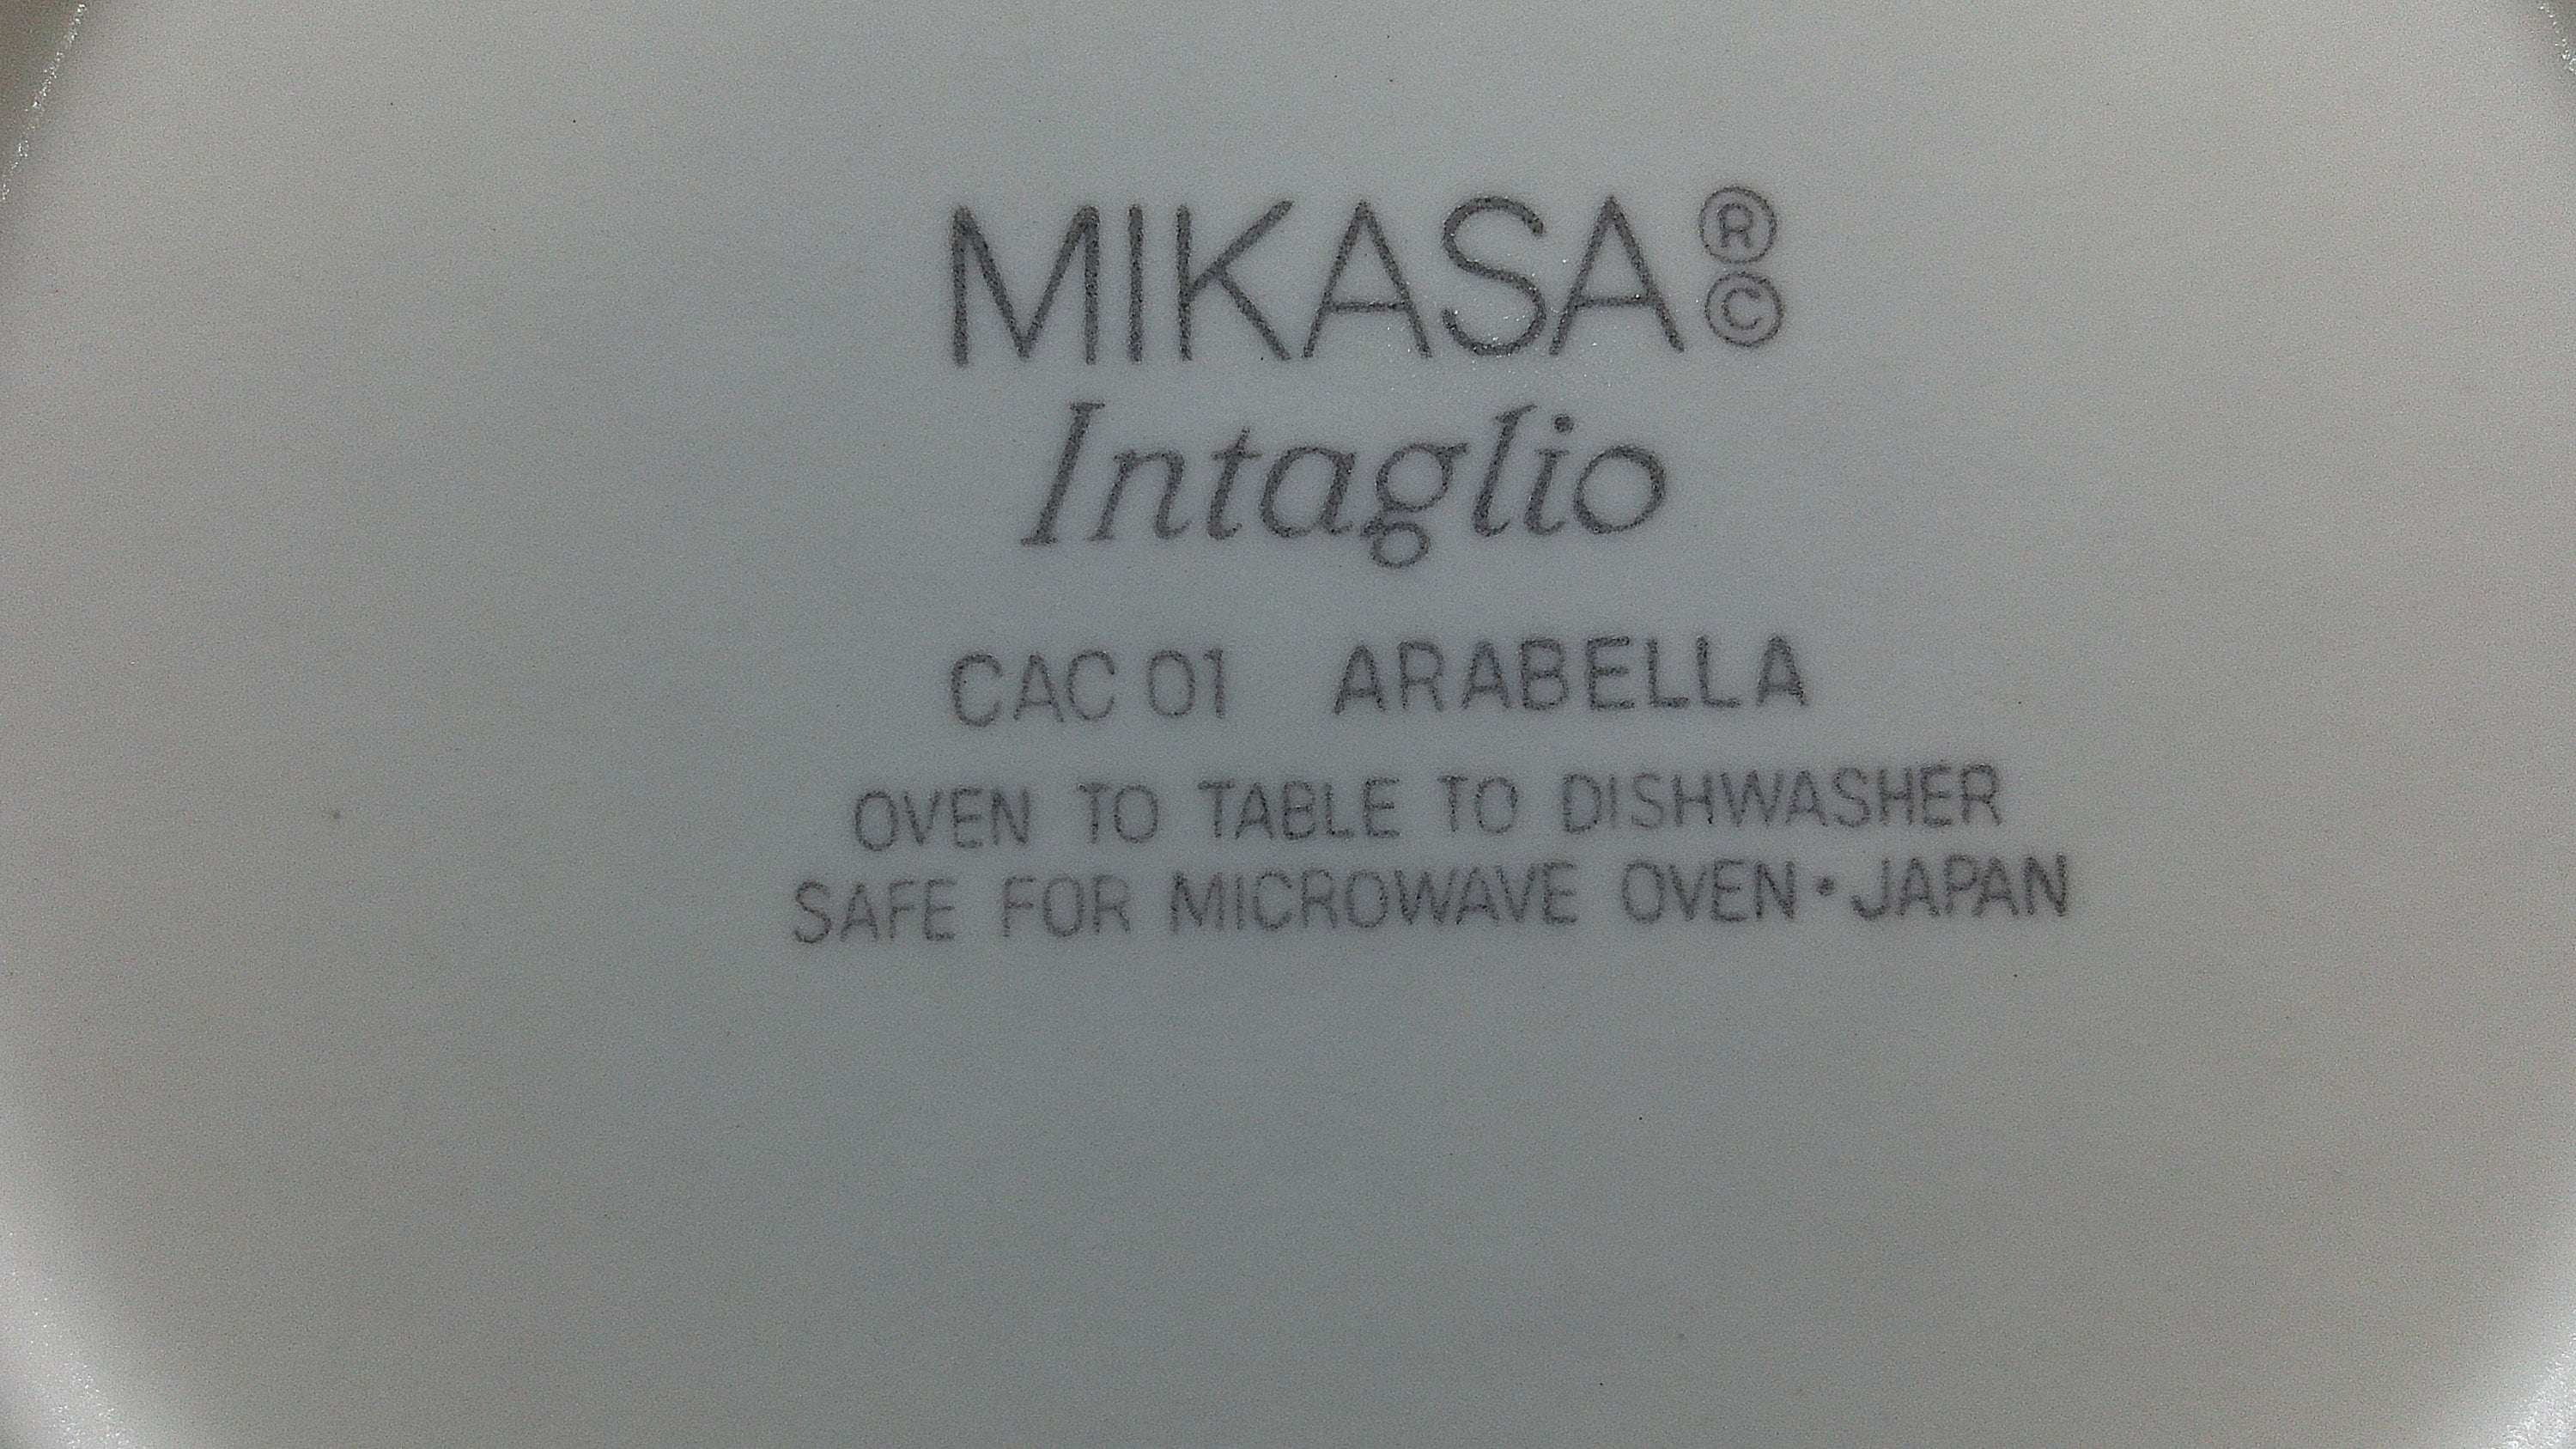 MIKASA®©
Intaglio
CAC 01 ARABELLA
OVEN TO TABLE TO DISHWASHER
SAFE FOR MICROWAVE OVEN • JAPAN